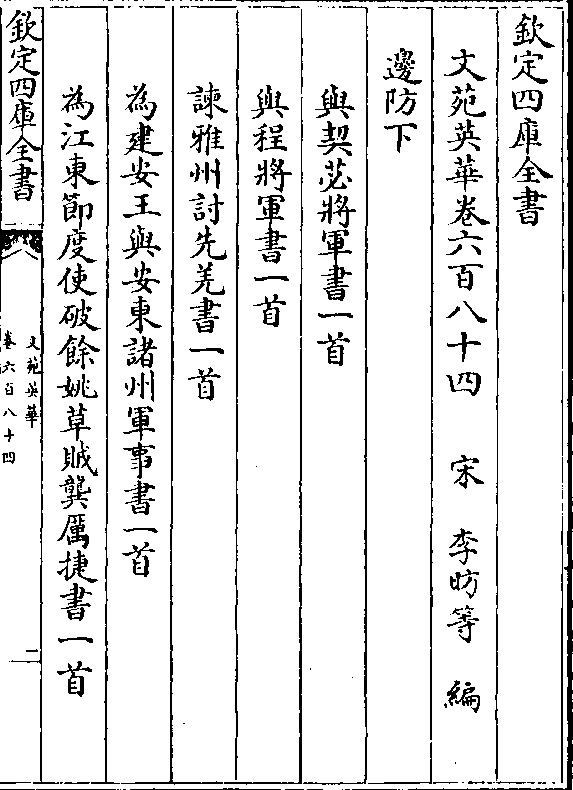 欽定四庫全書
文苑英華卷六百八十四 宋 李昉等 編
邊防下
與契苾將軍書一首
與程將軍書一首
諫雅州討先羌書一首
為建安王與安東諸州軍事書一首
為江東節度使破餘姚草賊龔厲捷書一首
欽定四庫全書
文苑英華
卷六百八十四
二